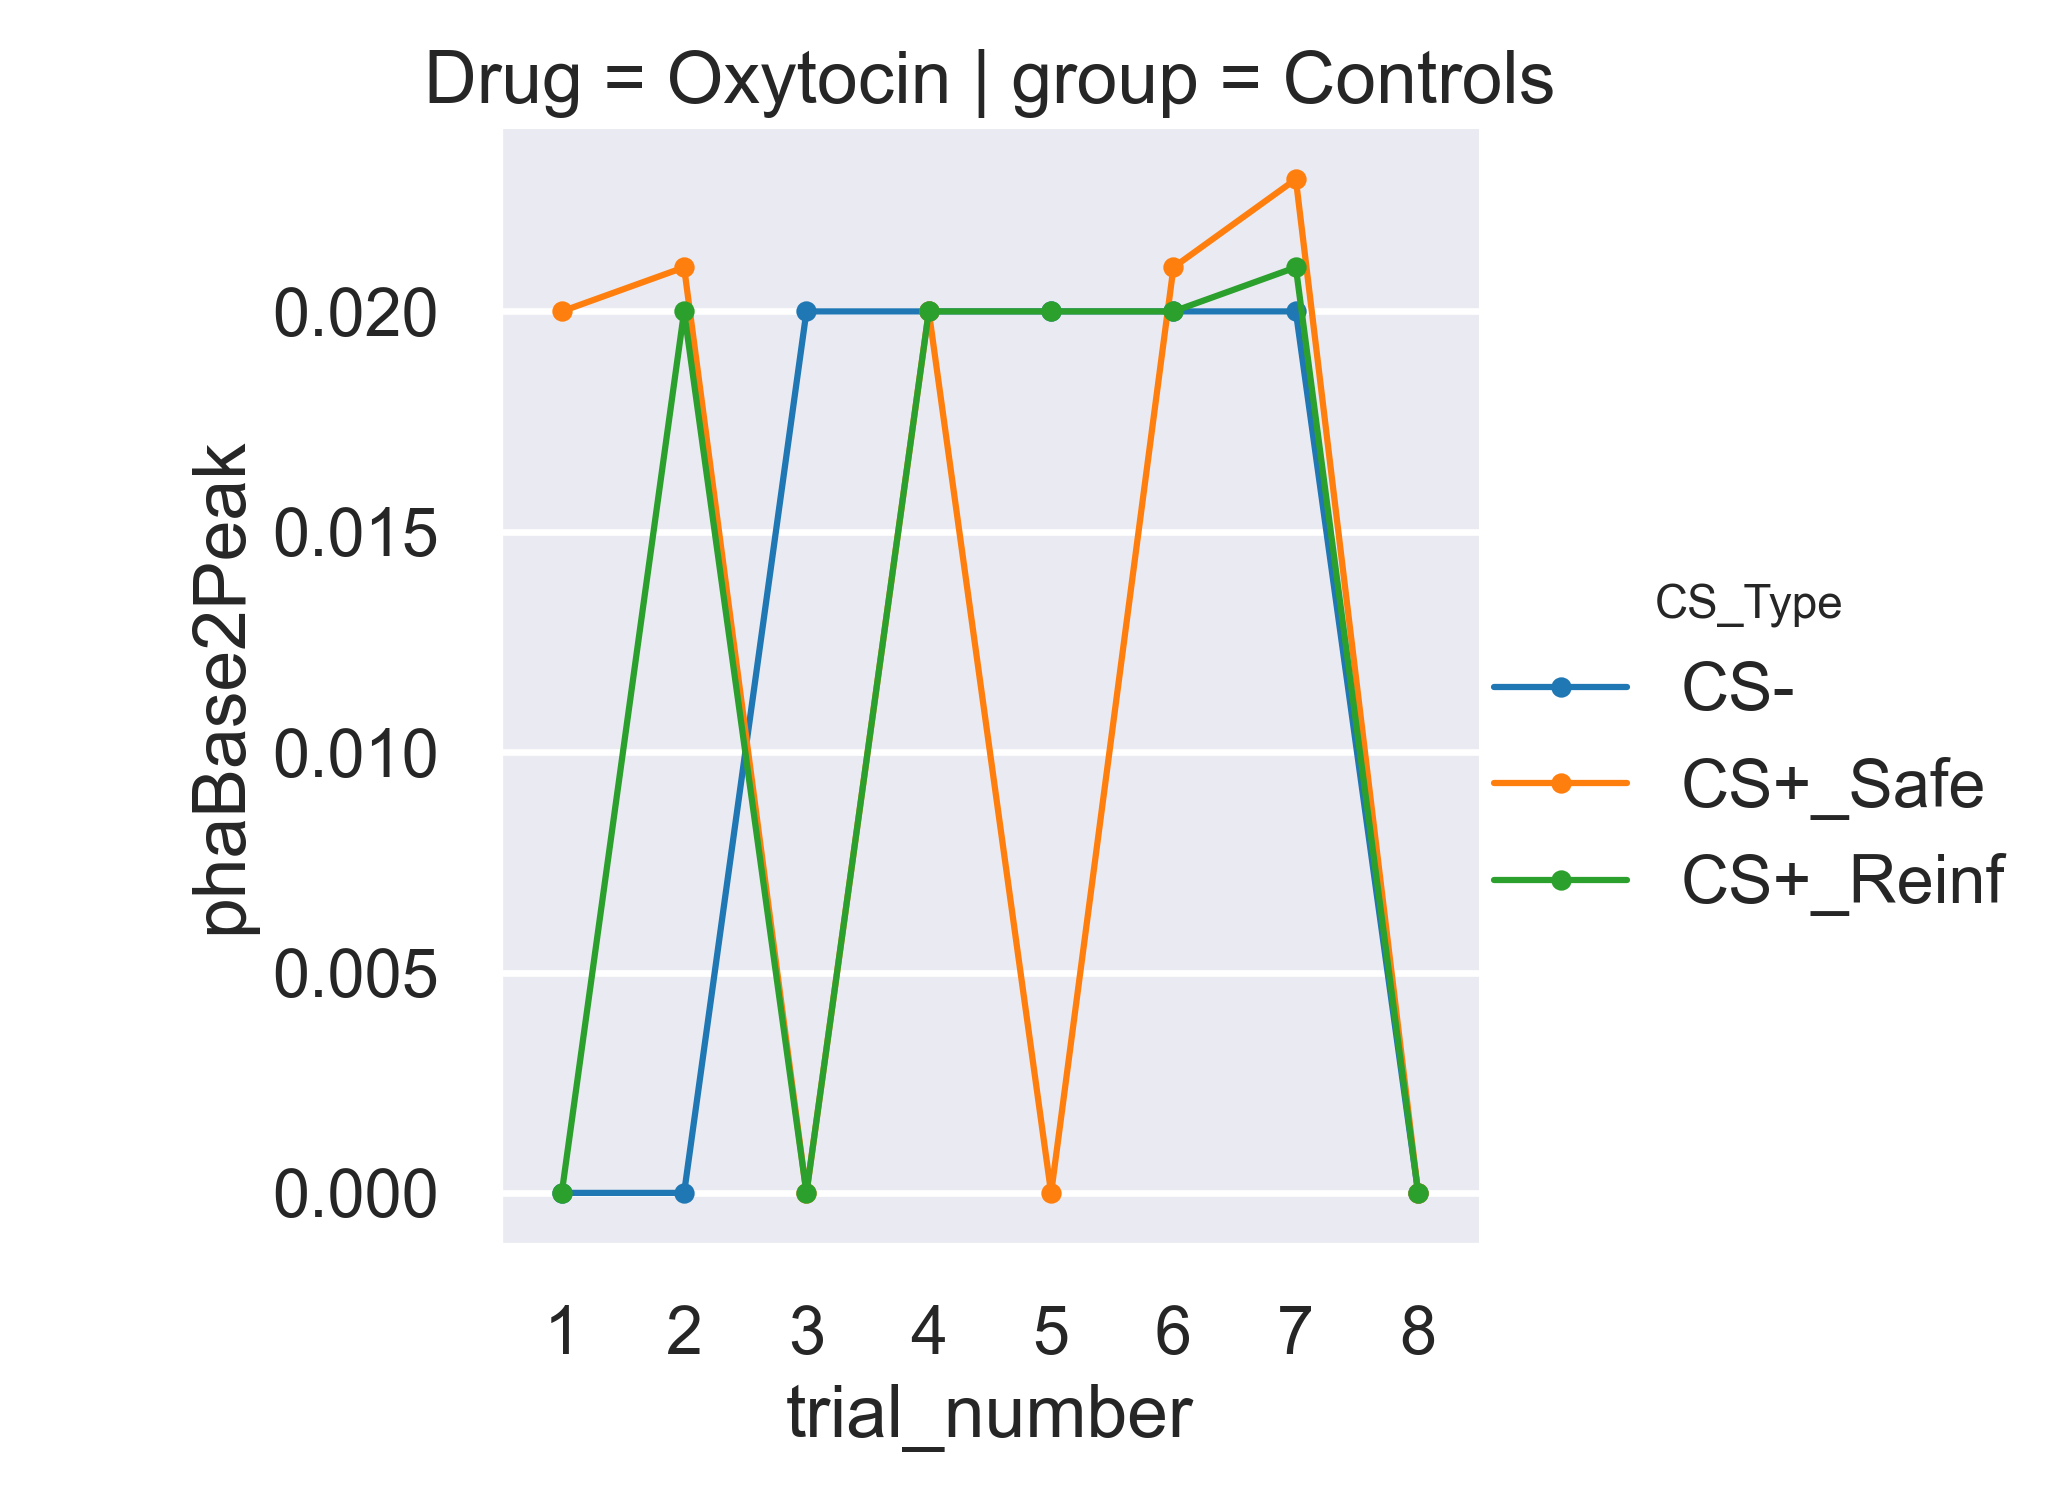 Drug = Oxytocin | group = Controls
phaBase2Peak
0.020
0.015
0.010
0.005
0.000
1 2 3 4 5 6 7 8
trial_number
CS_Type
CS-
CS+_Safe
CS+_Reinf